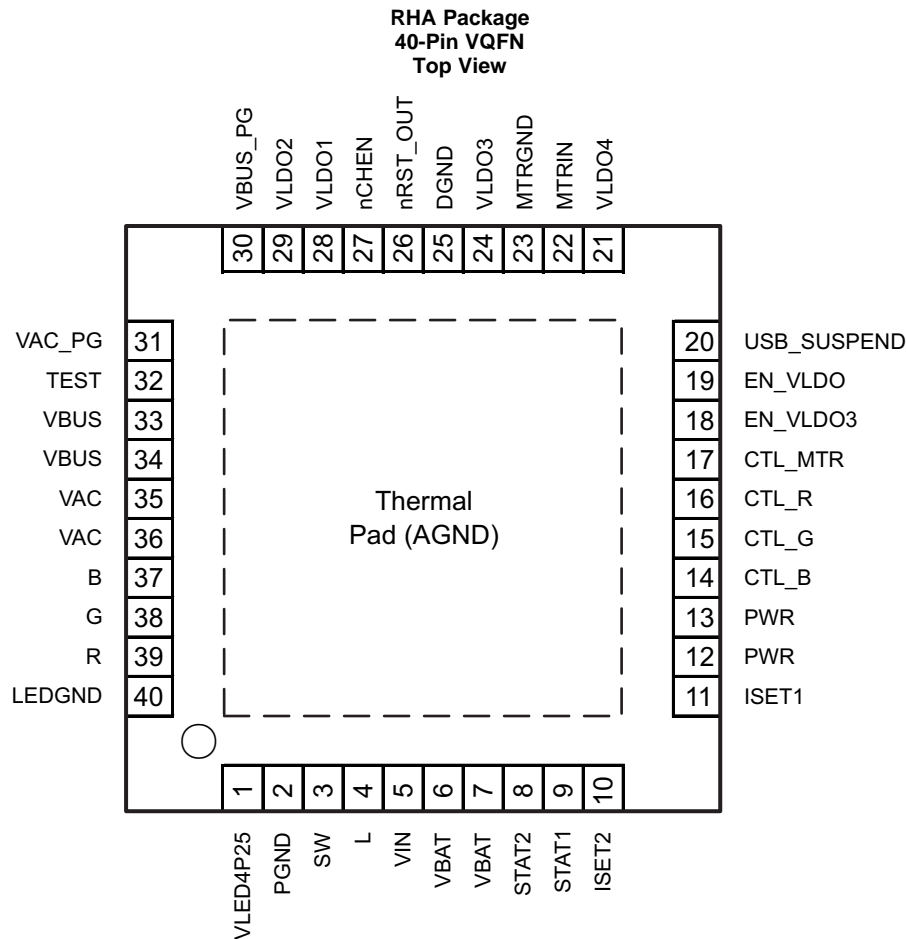 RHA Package
40-Pin VQFN
Top View
VBUS_PG
VLDO2
VLDO1
nCHEN
nRST_OUT
DGND
VLDO3
MTRGND
MTRIN
VLDO4
30
29
28
27
26
25
24
23
22
21
VAC_PG 31
TEST 32
VBUS 33
VBUS 34
VAC 35
VAC 36
B 37
G 38
R 39
LEDGND 40
Thermal
Pad (AGND)
20 USB_SUSPEND
19 EN_VLDO
18 EN_VLDO3
17 CTL_MTR
16 CTL_R
15 CTL_G
14 CTL_B
13 PWR
12 PWR
11 ISET1
1
2
3
4
5
6
7
8
9
10
VLED4P25
PGND
SW
L
VIN
VBAT
VBAT
STAT2
STAT1
ISET2